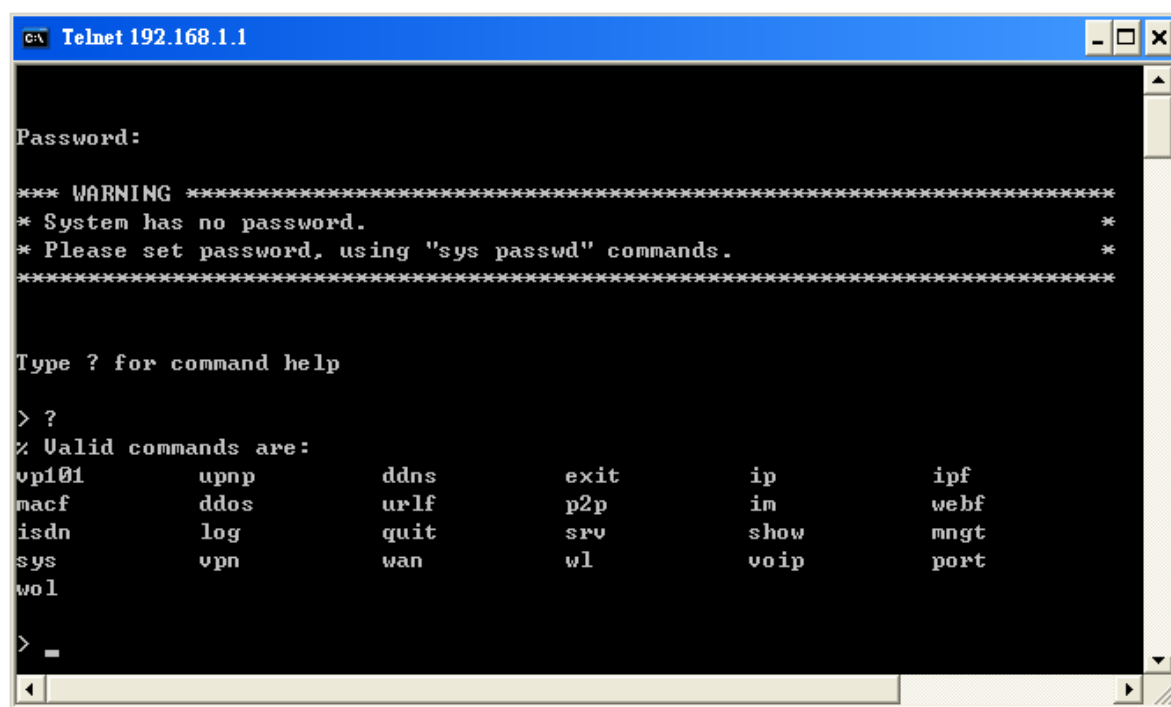 Telnet 192.168.1.1
Password:
*** WARNING ******************************************************************
* System has no password. *
* Please set password, using "sys passwd" commands. *
******************************************************************************
Type ? for command help
> ?
% Valid commands are:
vp101 upnp ddns exit ip ipf
macf ddos urlf p2p im webf
isdn log quit srv show mngt
sys vpn wan wl voip port
wol
> _